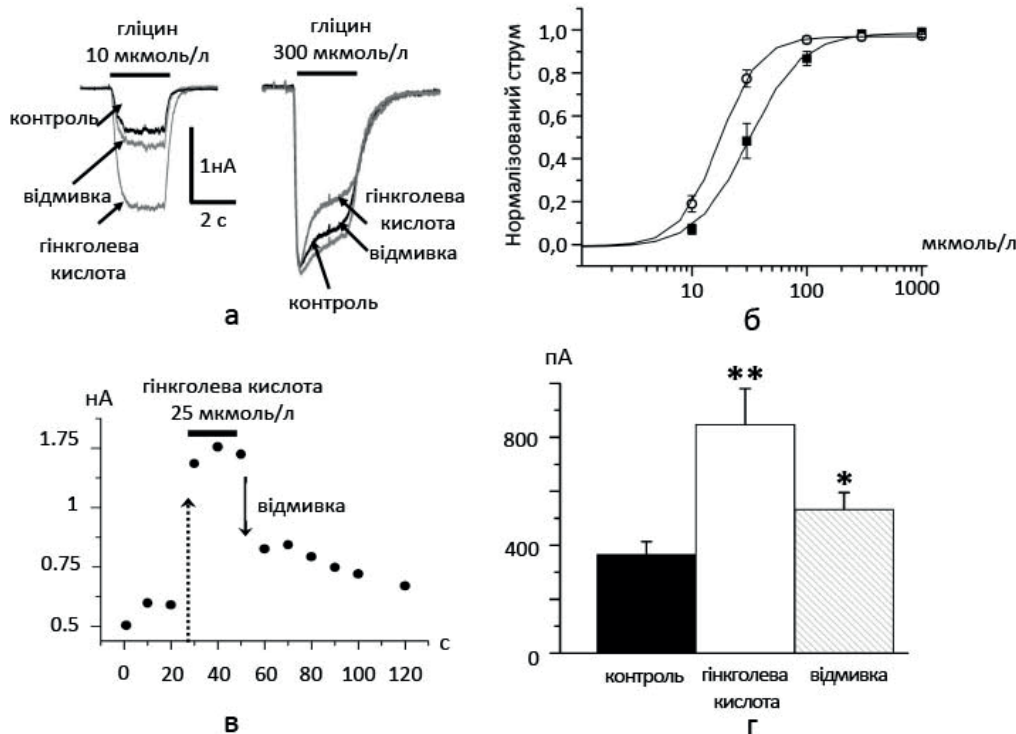 гліцин
10 мкмоль/л
гліцин
300 мкмоль/л
контроль
відмивка
гінкголева
кислота
1нА
2 с
гінкголева
кислота
відмивка
контроль
а
Нормалізований струм
1,0
0,8
0,6
0,4
0,2
0,0
10
100
1000
мкмоль/л
б
нА
гінкголева кислота
25 мкмоль/л
відмивка
1.75
1
0.75
0.5
0
20
40
60
80
100
120
с
в
пА
800
400
0
**
*
контроль
гінкголева
кислота
відмивка
г